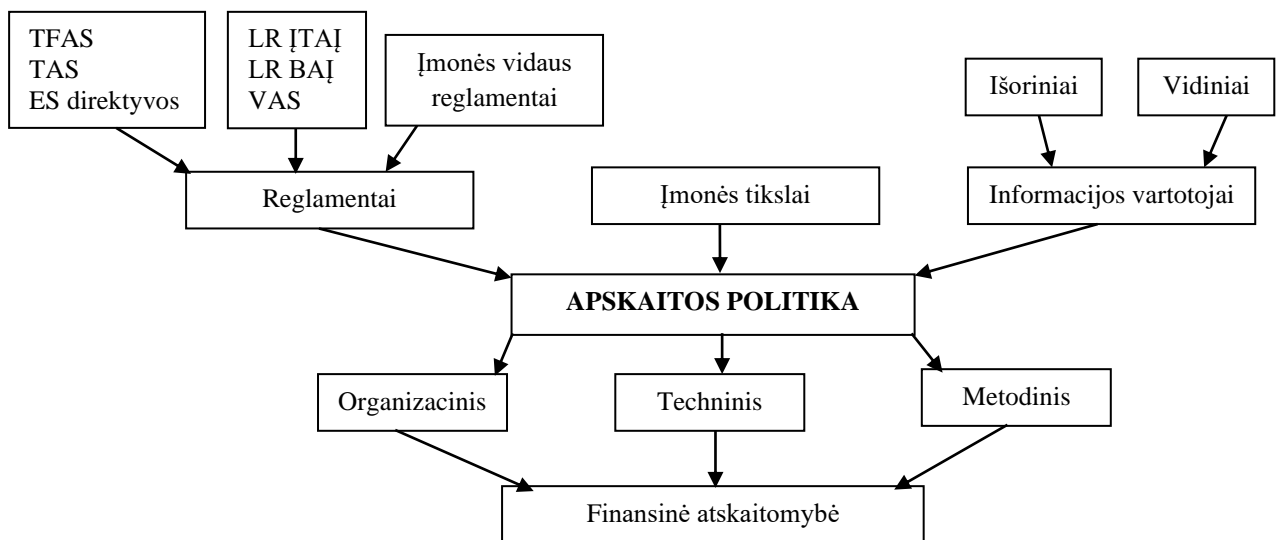 TFAS
TAS
ES direktyvos
LR ĮTAĮ
LR BAĮ
VAS
Įmonės vidaus
reglamentai
Išoriniai
Vidiniai
Reglamentai
Įmonės tikslai
Informacijos vartotojai
APSKAITOS POLITIKA
Organizacinis
Techninis
Metodinis
Finansinė atskaitomybė